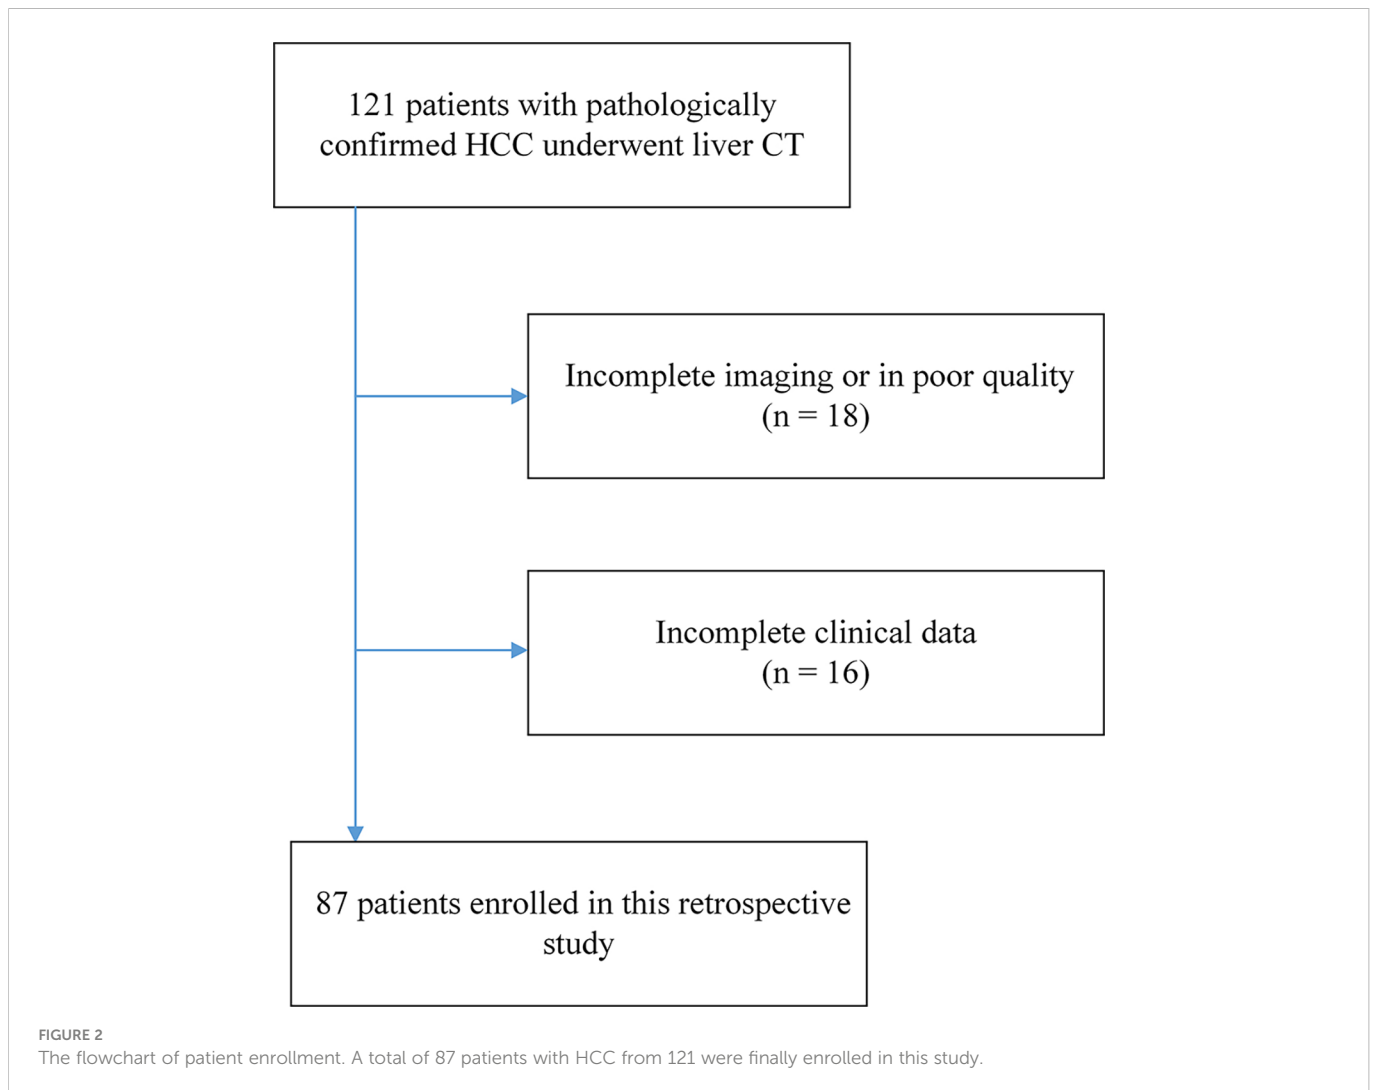 121 patients with pathologically
confirmed HCC underwent liver CT
Incomplete imaging or in poor quality
(n = 18)
Incomplete clinical data
(n = 16)
87 patients enrolled in this retrospective
study
FIGURE 2
The flowchart of patient enrollment. A total of 87 patients with HCC from 121 were finally enrolled in this study.